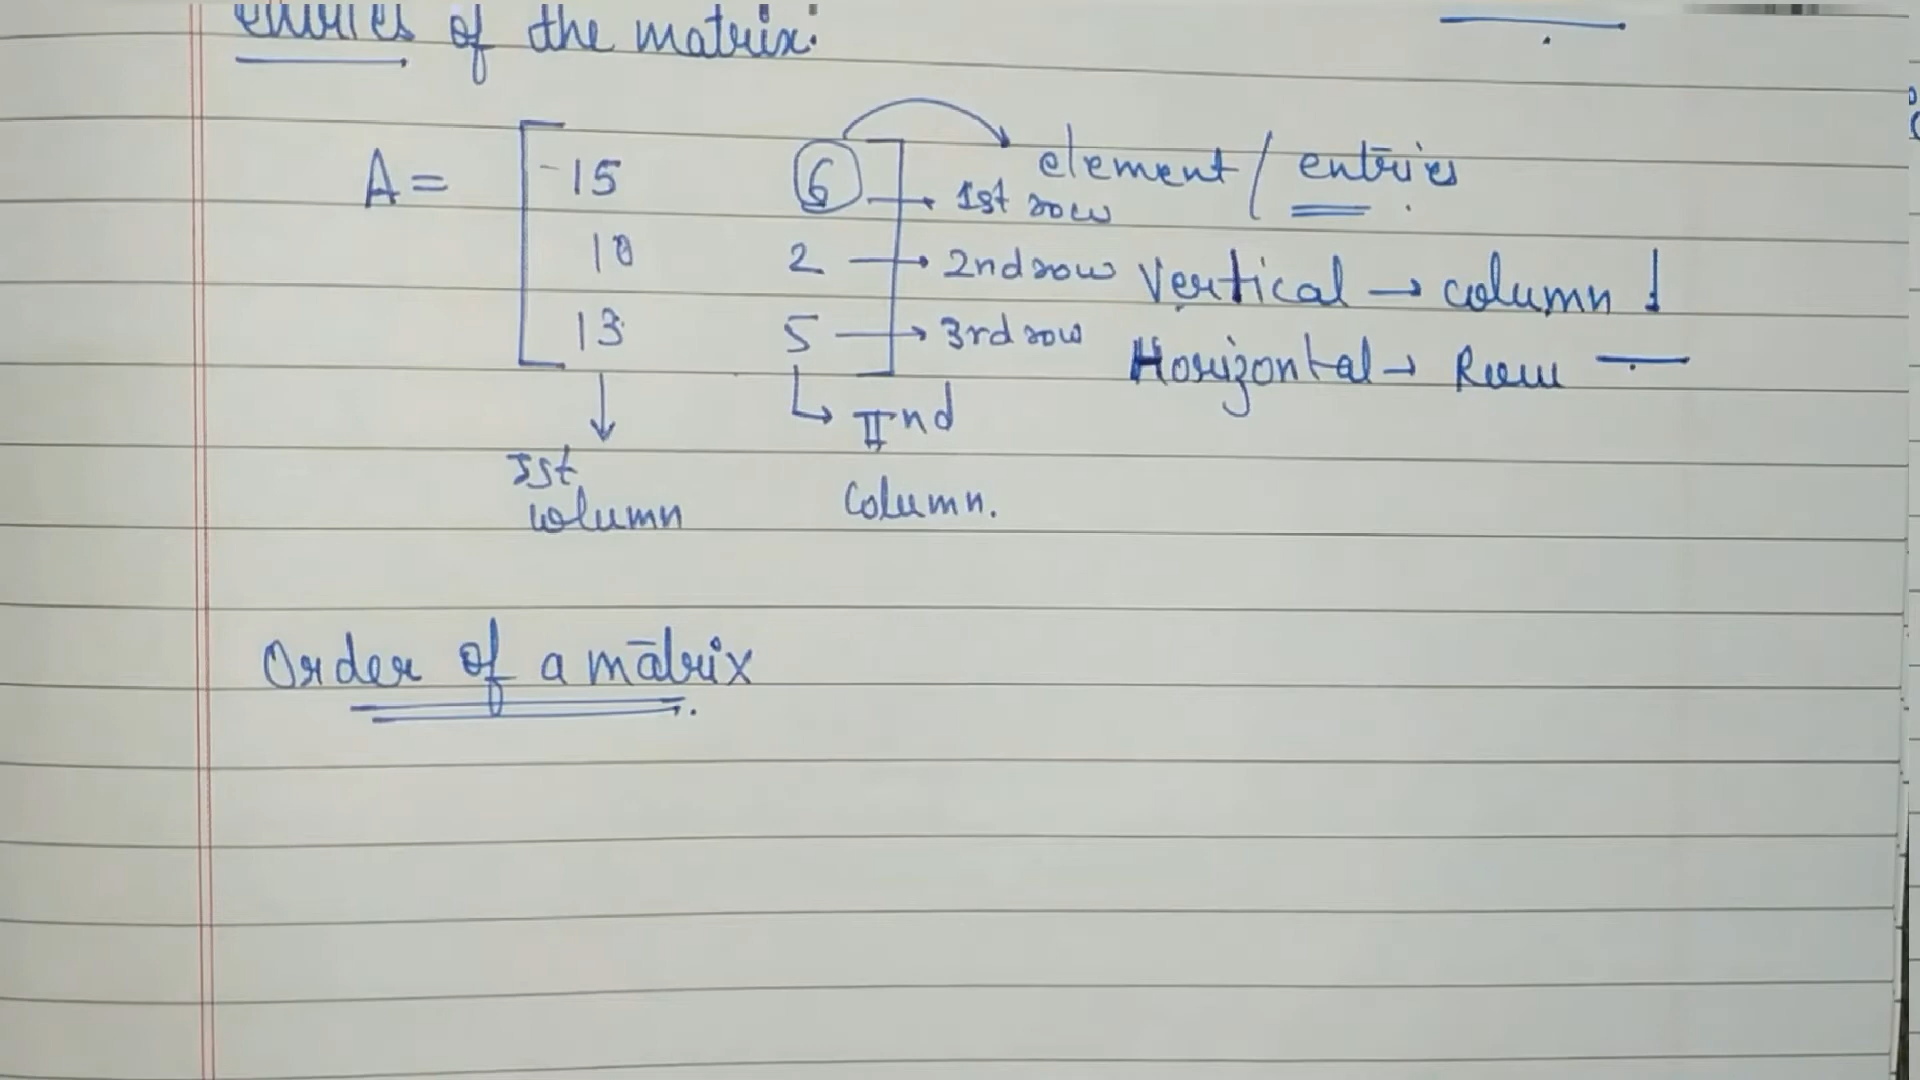 entries of the matrix:
A = [ -15 6 ] → element / entries
→ 1st row
10 2 → 2nd row Vertical → column
13 5 → 3rd row Horizontal → Row —
↓ ↳ IInd
Ist
column Column.
Order of a matrix